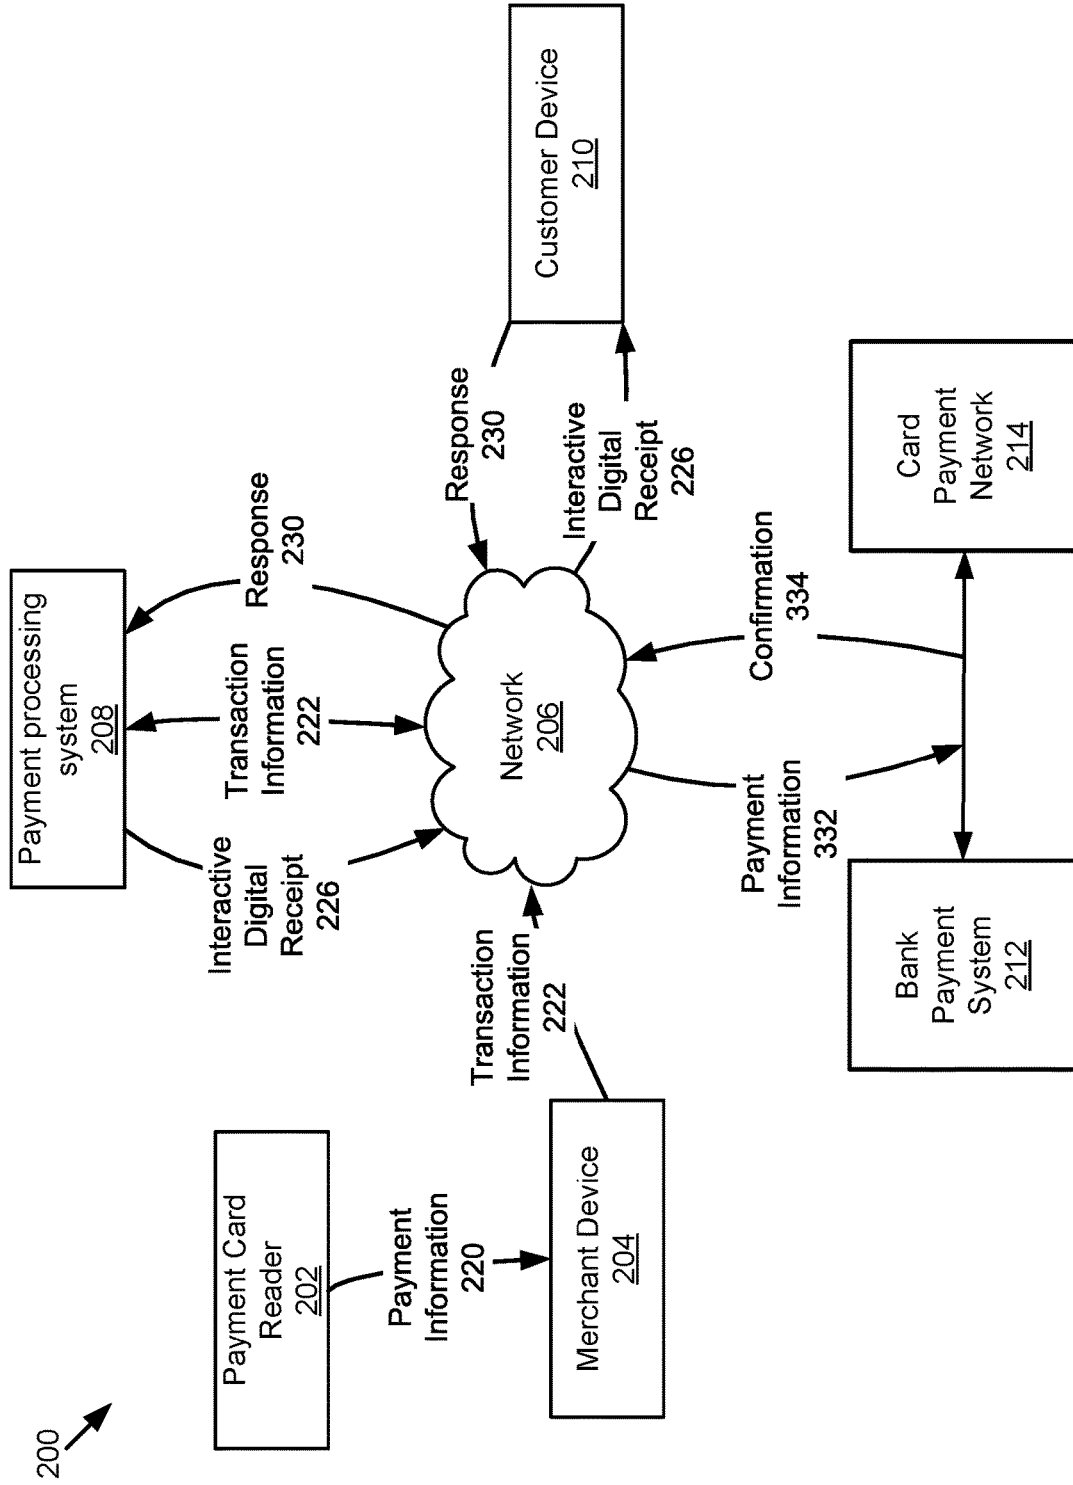 200
Payment Card
Reader
202
Payment
Information
220
Merchant Device
204
Transaction
Information
222
Payment processing
system
208
Interactive
Digital
Receipt
226
Transaction
Information
222
Response
230
Network
206
Response
230
Interactive
Digital
Receipt
226
Customer Device
210
Payment
Information
332
Confirmation
334
Bank
Payment
System
212
Card
Payment
Network
214